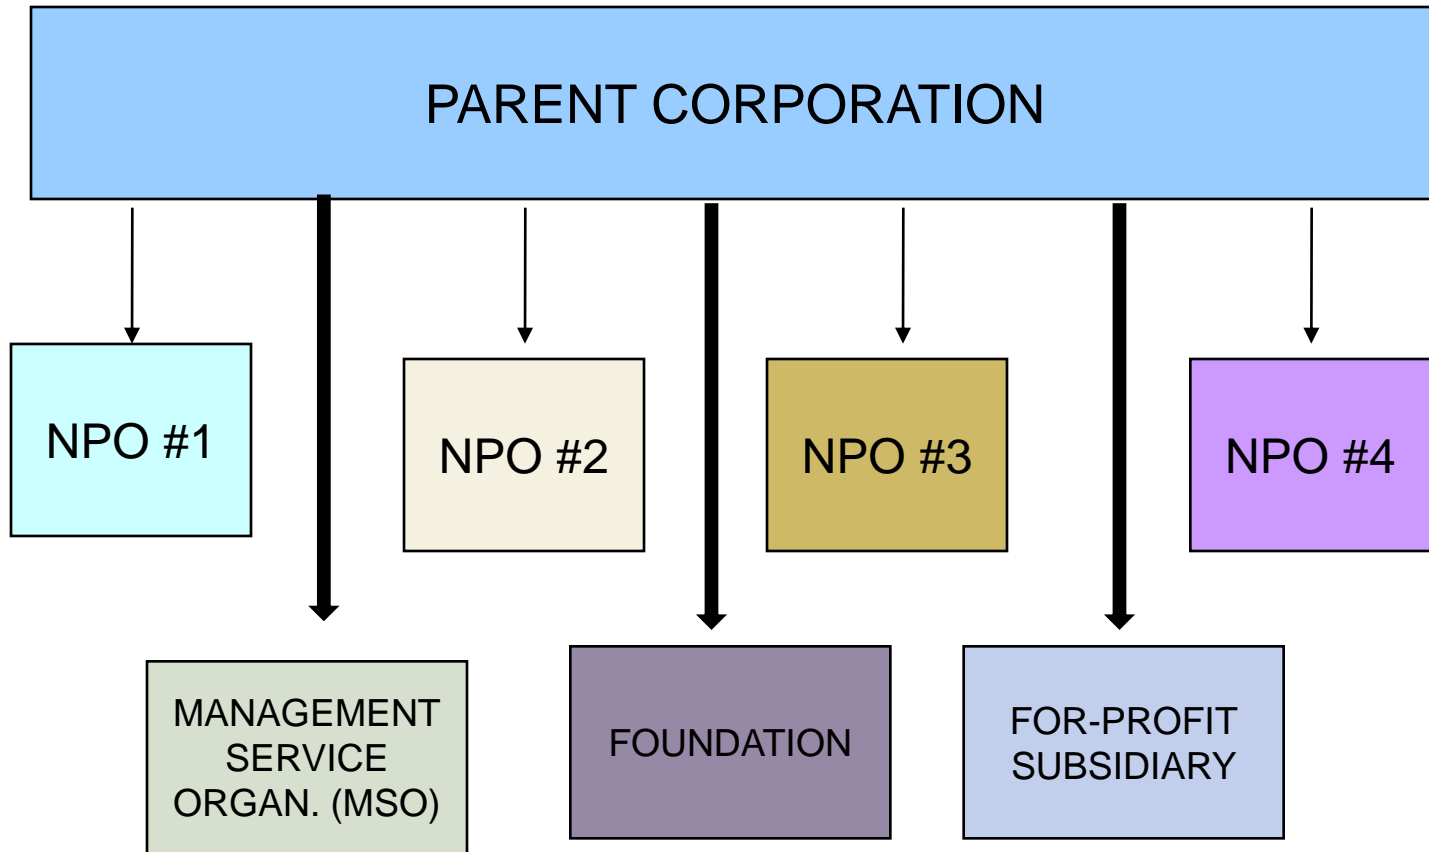 PARENT CORPORATION
NPO #1
NPO #2
NPO #3
NPO #4
MANAGEMENT
SERVICE
ORGAN. (MSO)
FOUNDATION
FOR-PROFIT
SUBSIDIARY